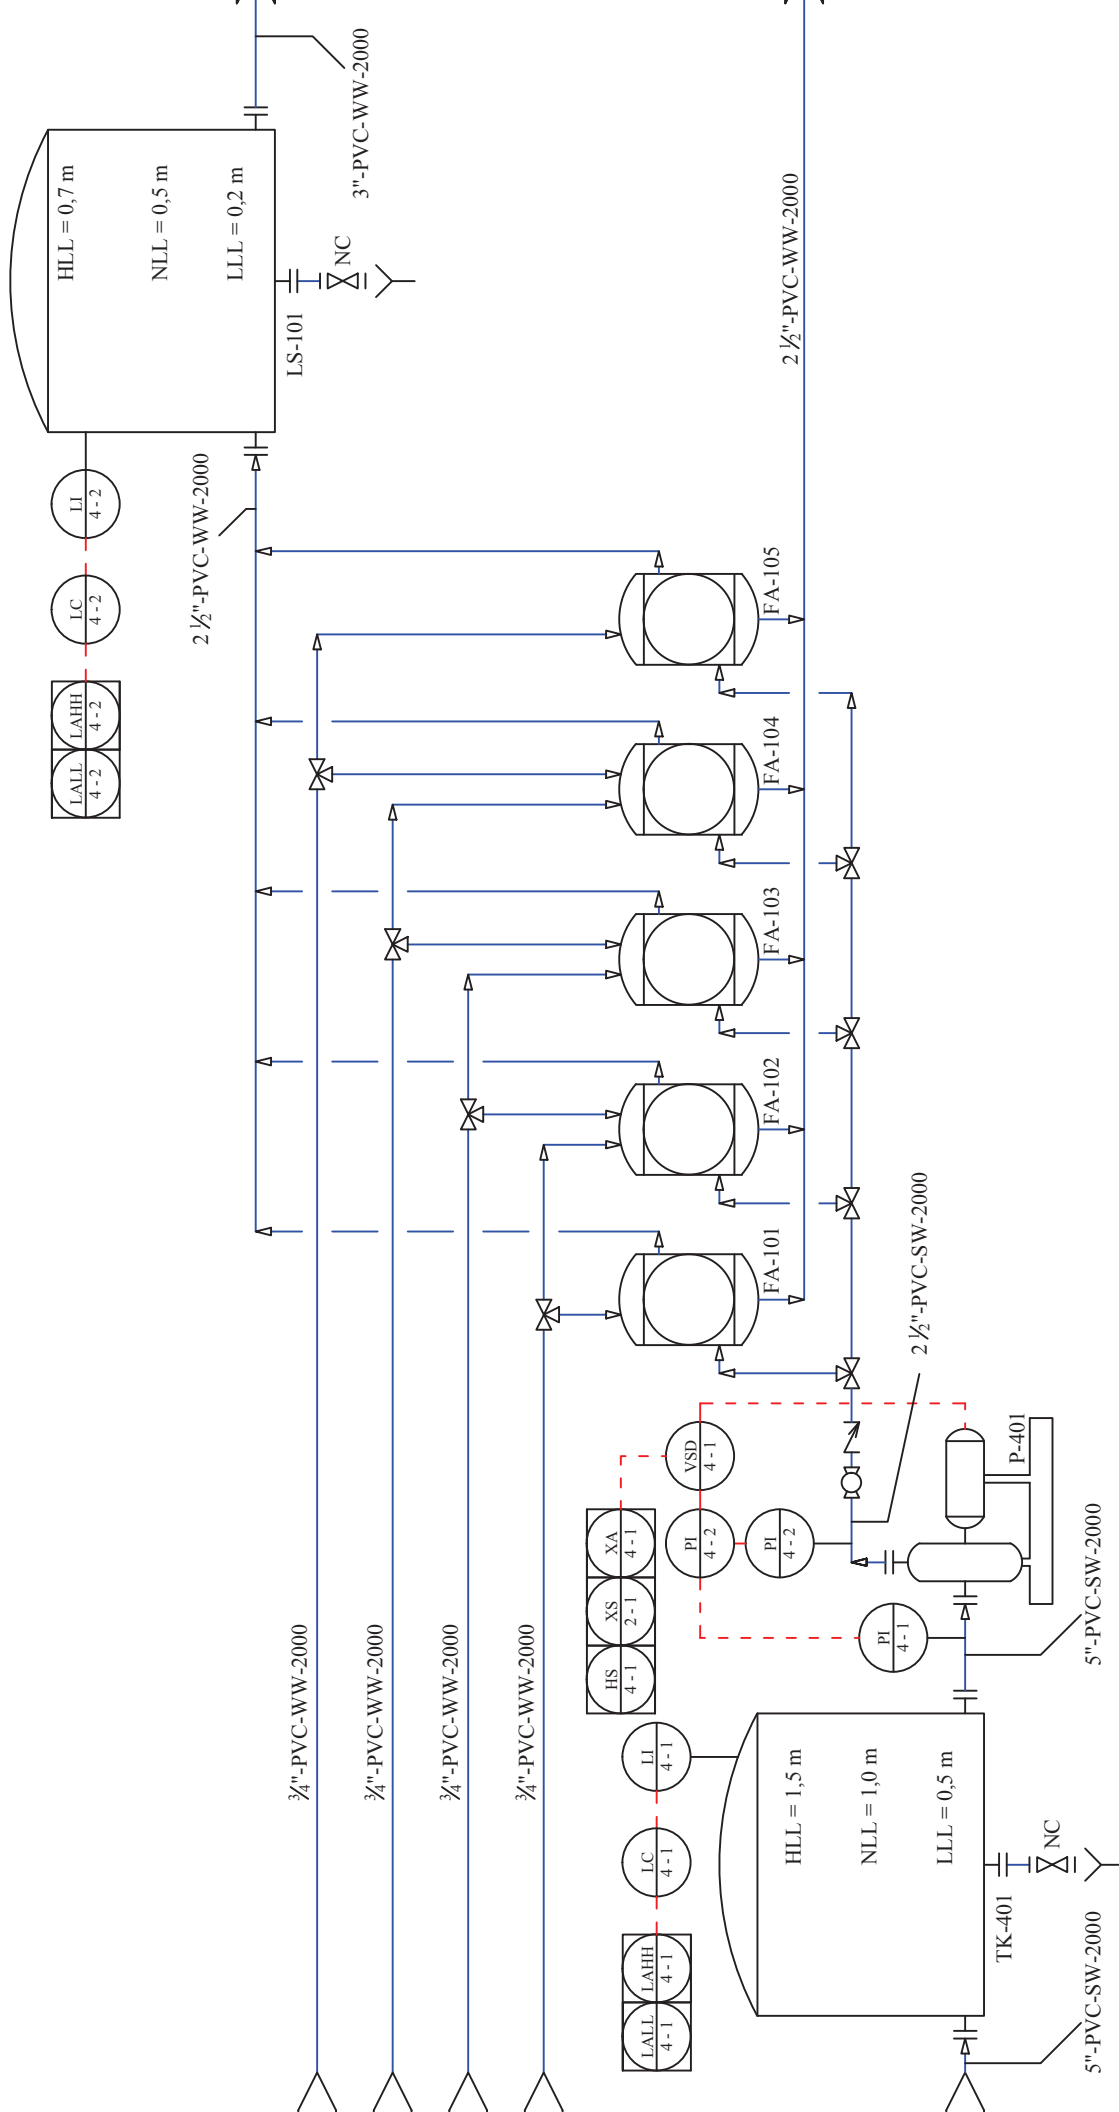 HLL = 0,7 m
NLL = 0,5 m
LLL = 0,2 m
3"-PVC-WW-2000
NC
LS-101
LI
4 - 2
LC
4 - 2
LAHH
4 - 2
LALL
4 - 2
2 ½"-PVC-WW-2000
2 ½"-PVC-WW-2000
FA-105
FA-104
FA-103
FA-102
FA-101
2 ½"-PVC-SW-2000
VSD
4 - 1
PI
4 - 2
PI
4 - 2
XA
4 - 1
XS
2 - 1
HS
4 - 1
PI
4 - 1
P-401
5"-PVC-SW-2000
¾"-PVC-WW-2000
¾"-PVC-WW-2000
¾"-PVC-WW-2000
¾"-PVC-WW-2000
LI
4 - 1
LC
4 - 1
LAHH
4 - 1
LALL
4 - 1
HLL = 1,5 m
NLL = 1,0 m
LLL = 0,5 m
NC
TK-401
5"-PVC-SW-2000